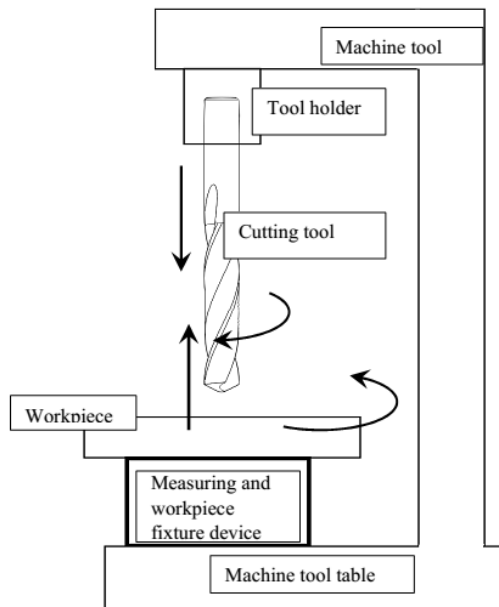 Machine tool
Tool holder
Cutting tool
Workpiece
Measuring and
workpiece
fixture device
Machine tool table